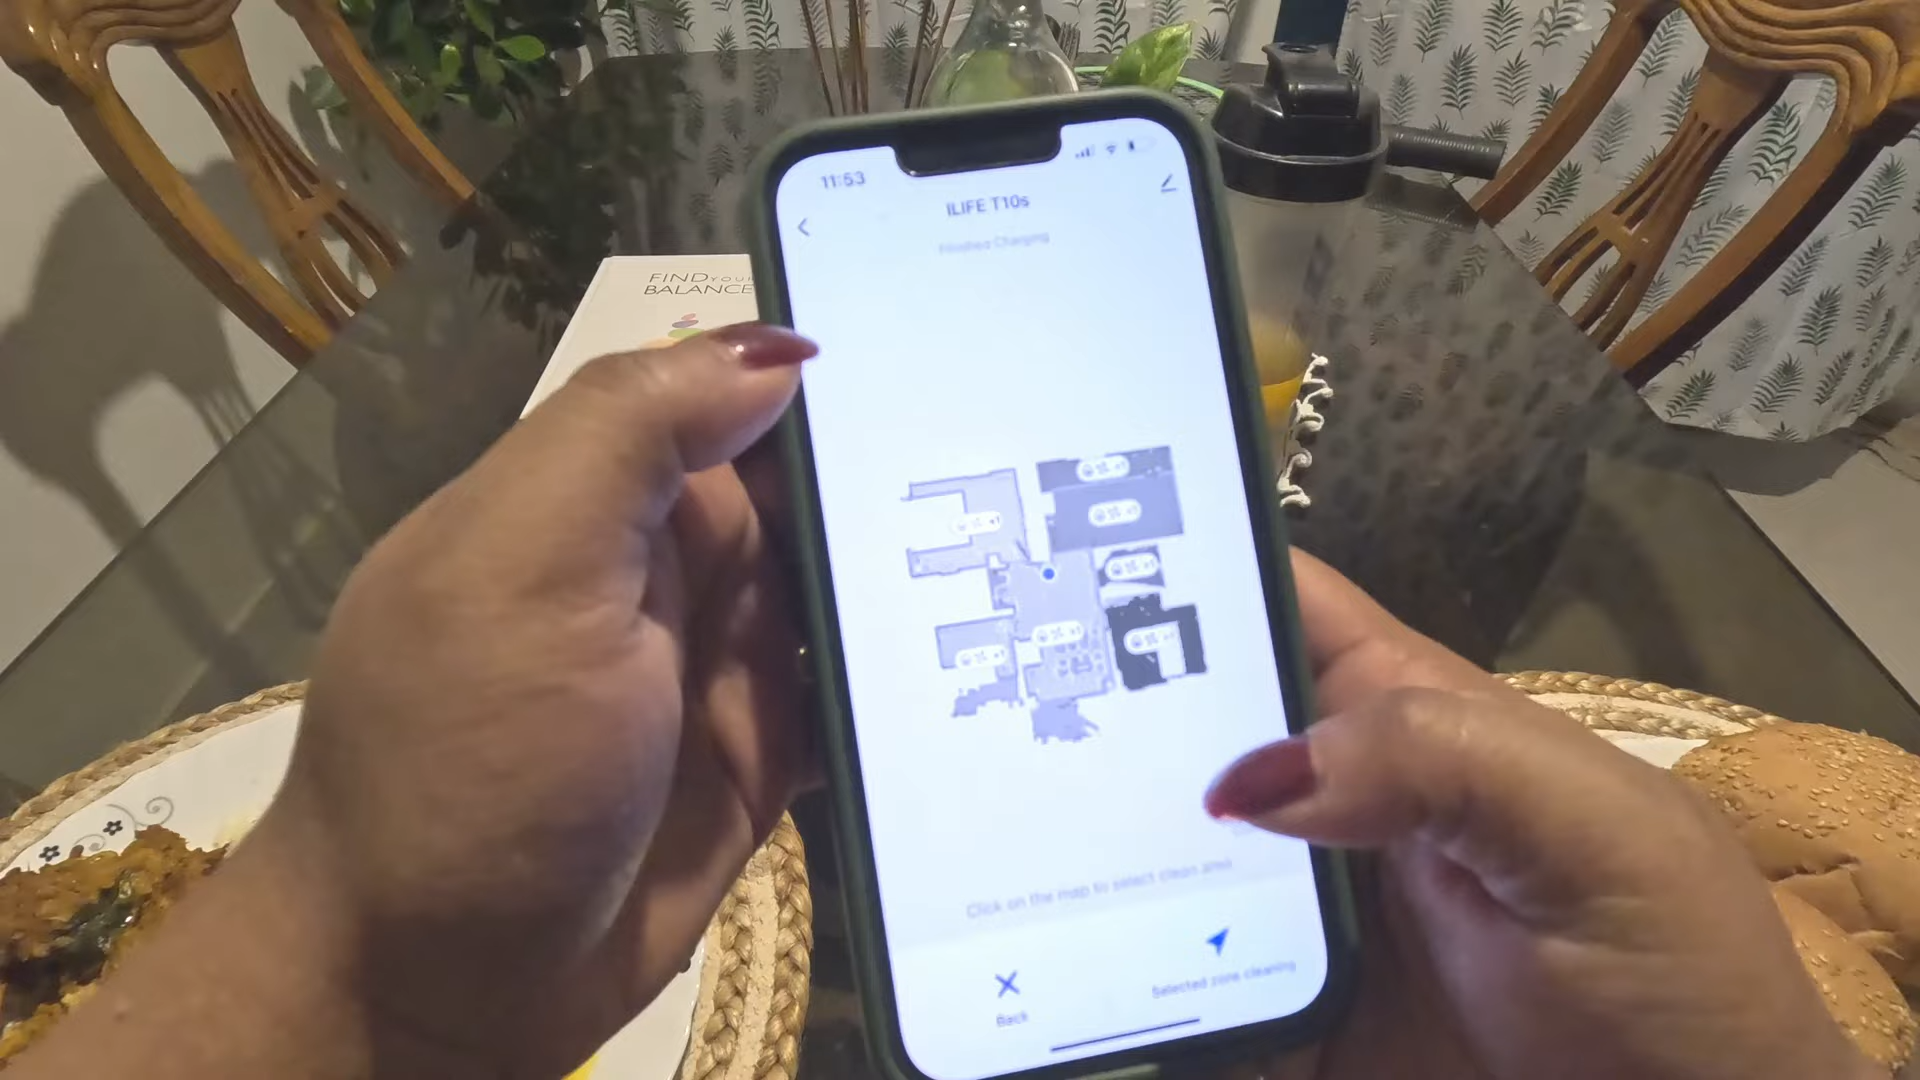 11:53
ILIFE T10s
Finished Charging
FIND YOUR
BALANCE
Click on the map to select clean area
Back
Selected zone cleaning